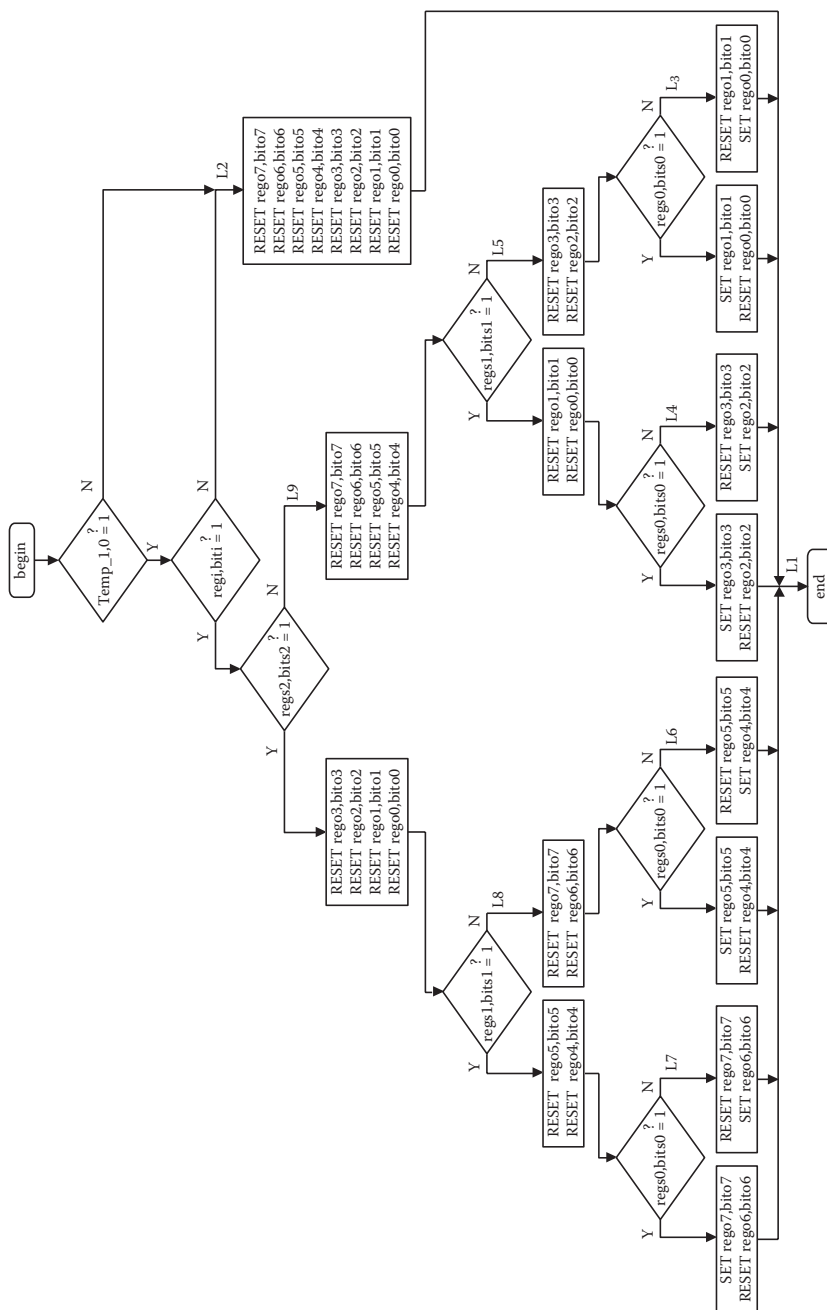 begin
Temp_1,0 ≟ 1
N
Y
regi,biti ≟ 1
N
Y
L2
RESET rego7,bito7
RESET rego6,bito6
RESET rego5,bito5
RESET rego4,bito4
RESET rego3,bito3
RESET rego2,bito2
RESET rego1,bito1
RESET rego0,bito0
regs2,bits2 ≟ 1
Y
N
L9
RESET rego3,bito3
RESET rego2,bito2
RESET rego1,bito1
RESET rego0,bito0
RESET rego7,bito7
RESET rego6,bito6
RESET rego5,bito5
RESET rego4,bito4
regs1,bits1 ≟ 1
Y
N
L8
regs1,bits1 ≟ 1
Y
N
L5
RESET rego5,bito5
RESET rego4,bito4
RESET rego7,bito7
RESET rego6,bito6
RESET rego1,bito1
RESET rego0,bito0
RESET rego3,bito3
RESET rego2,bito2
regs0,bits0 ≟ 1
Y
N
L7
regs0,bits0 ≟ 1
Y
N
L6
regs0,bits0 ≟ 1
Y
N
L4
regs0,bits0 ≟ 1
Y
N
L3
SET rego7,bito7
RESET rego6,bito6
RESET rego7,bito7
SET rego6,bito6
SET rego5,bito5
RESET rego4,bito4
RESET rego5,bito5
SET rego4,bito4
SET rego3,bito3
RESET rego2,bito2
RESET rego3,bito3
SET rego2,bito2
SET rego1,bito1
RESET rego0,bito0
RESET rego1,bito1
SET rego0,bito0
L1
end